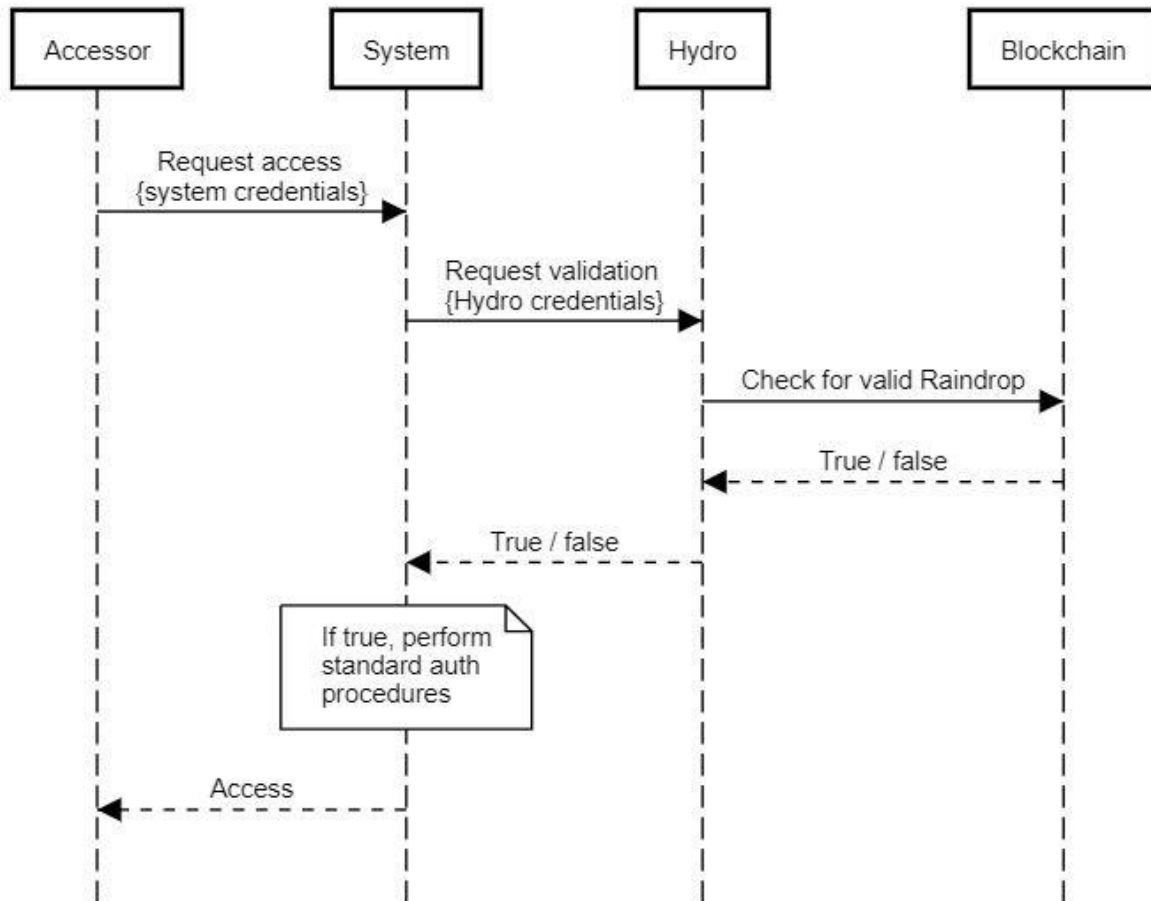 Accessor
System
Hydro
Blockchain
Request access
{system credentials}
Request validation
{Hydro credentials}
Check for valid Raindrop
True / false
True / false
If true, perform
standard auth
procedures
Access